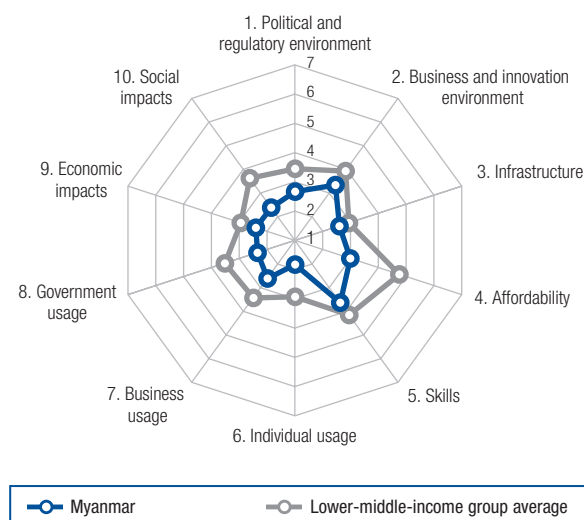 1. Political and
regulatory environment
10. Social
impacts
7
2. Business and innovation
environment
6
5
9. Economic
impacts
4
3. Infrastructure
3
2
1
8. Government
usage
4. Affordability
7. Business
usage
5. Skills
6. Individual usage
Myanmar
Lower-middle-income group average